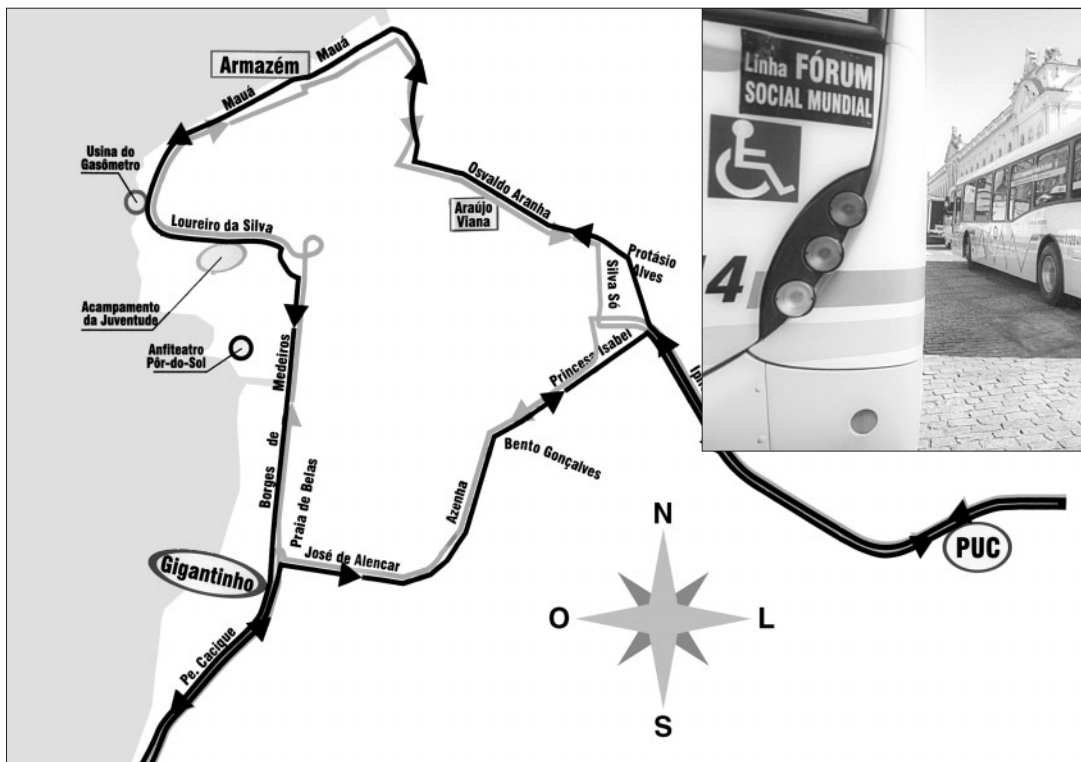 Mauá
Armazém
Mauá
Usina do
Gasômetro
Loureiro da Silva
Acampamento
da Juventude
Anfiteatro
Pôr-do-Sol
Osvaldo Aranha
Araújo
Viana
Protásio
Alves
Silva Só
Princesa Isabel
Bento Gonçalves
Azenha
Borges de Medeiros
Praia de Belas
José de Alencar
Gigantinho
Pe. Cacique
PUC
N
O
L
S
Linha FÓRUM
SOCIAL MUNDIAL
4